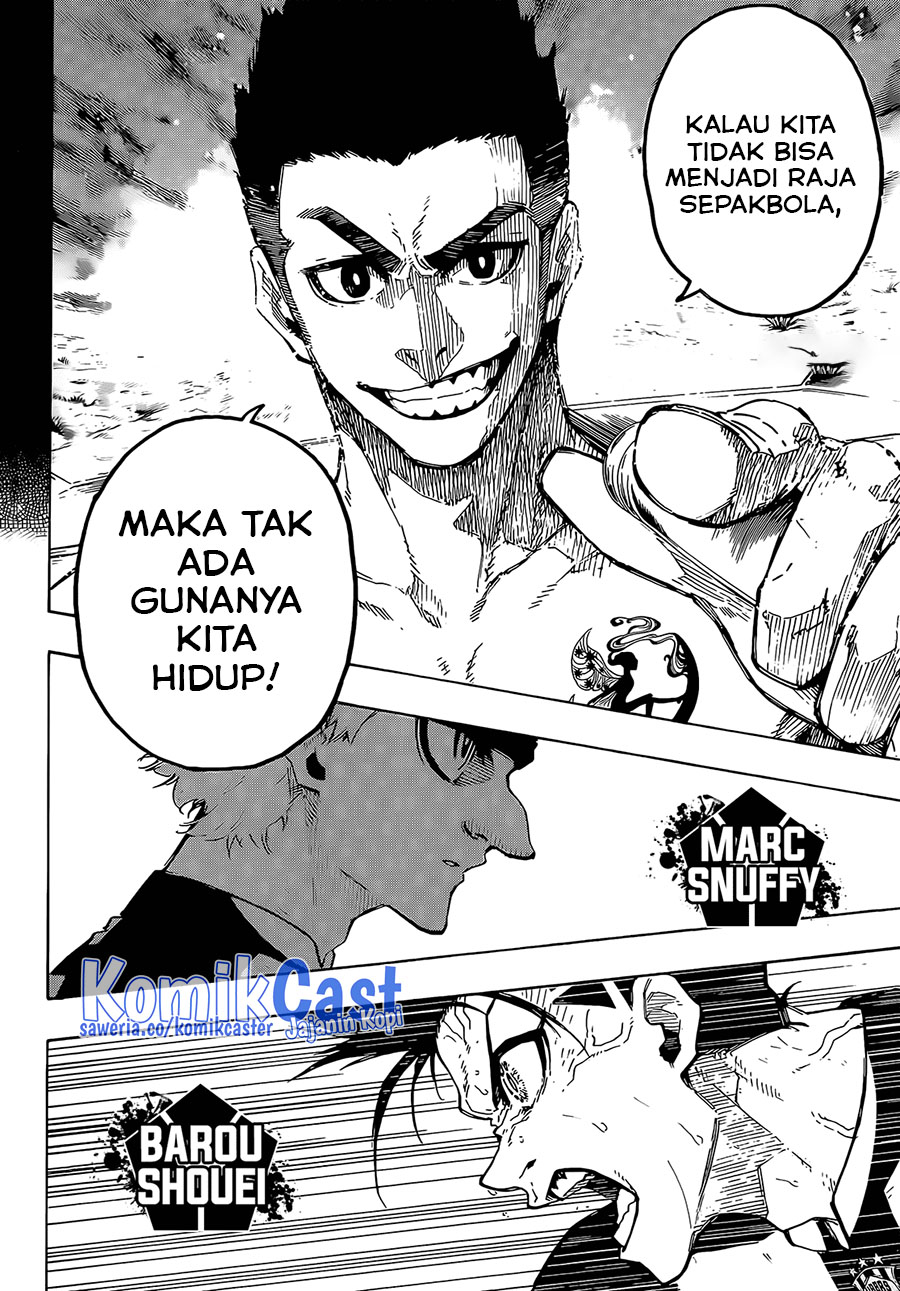 KALAU KITA
TIDAK BISA
MENJADI RAJA
SEPAKBOLA,
MAKA TAK
ADA
GUNANYA
KITA
HIDUP!
MARC
SNUFFY
KomikCast
saweria.co/komikcaster Jajanin Kopi
BAROU
SHOUEI